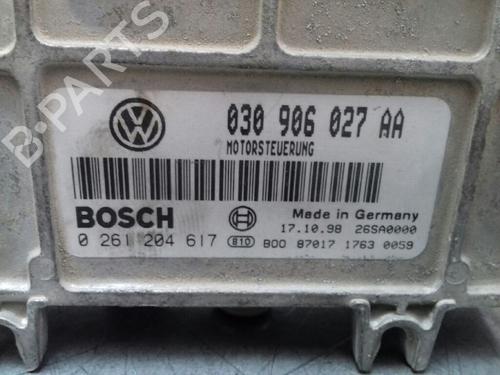 030 906 027 AA
MOTORSTEUERUNG
BOSCH
Made in Germany
17.10.98 26SA0000
0 261 204 617 810 B00 87017 1763 0059
B-PARTS